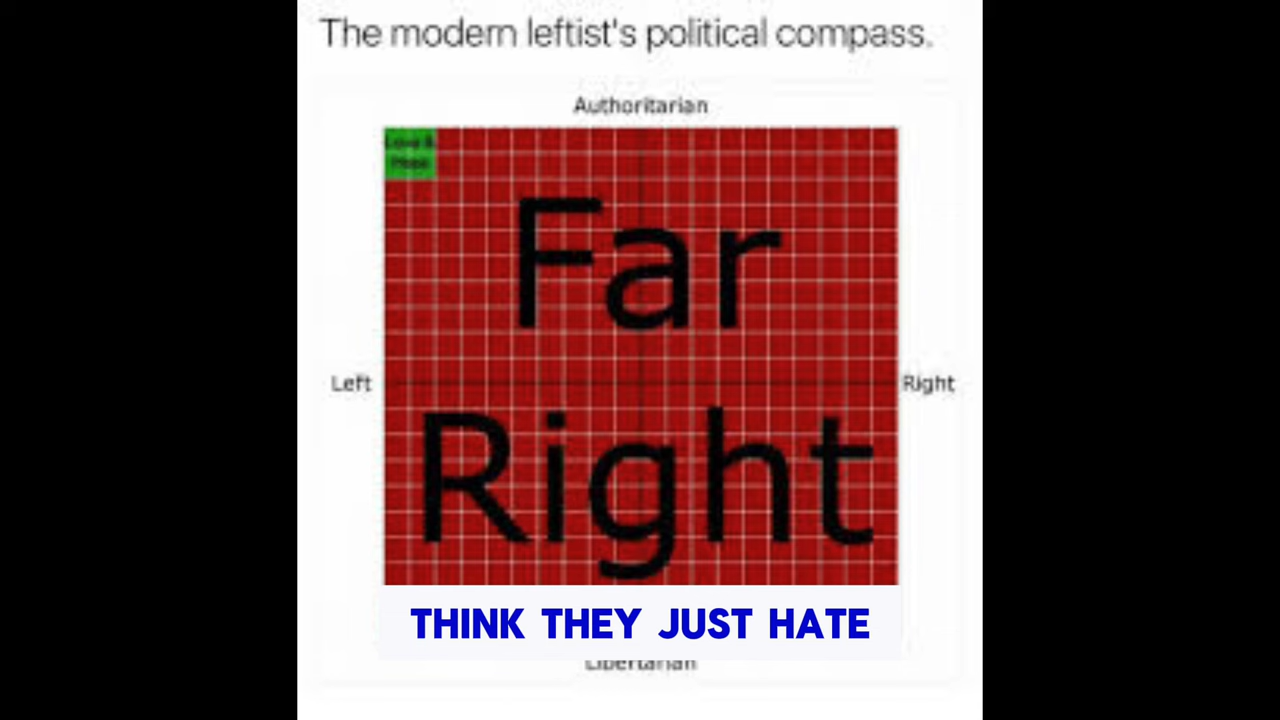 The modern leftist's political compass.
Authoritarian
Far
Left
Right
Right
THINK THEY JUST HATE
Libertarian